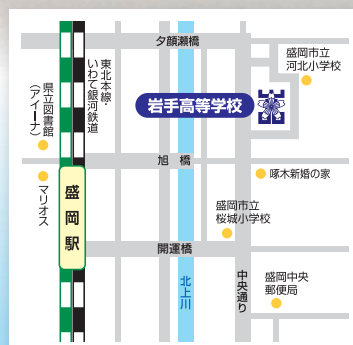 夕顔瀬橋
盛岡市立
河北小学校
東北本線・
いわて銀河鉄道
県立図書館
(アイーナ)
岩手高等学校
旭橋
マリオス
盛岡駅
啄木新婚の家
盛岡市立
桜城小学校
開運橋
北上川
中央通り
盛岡中央
郵便局